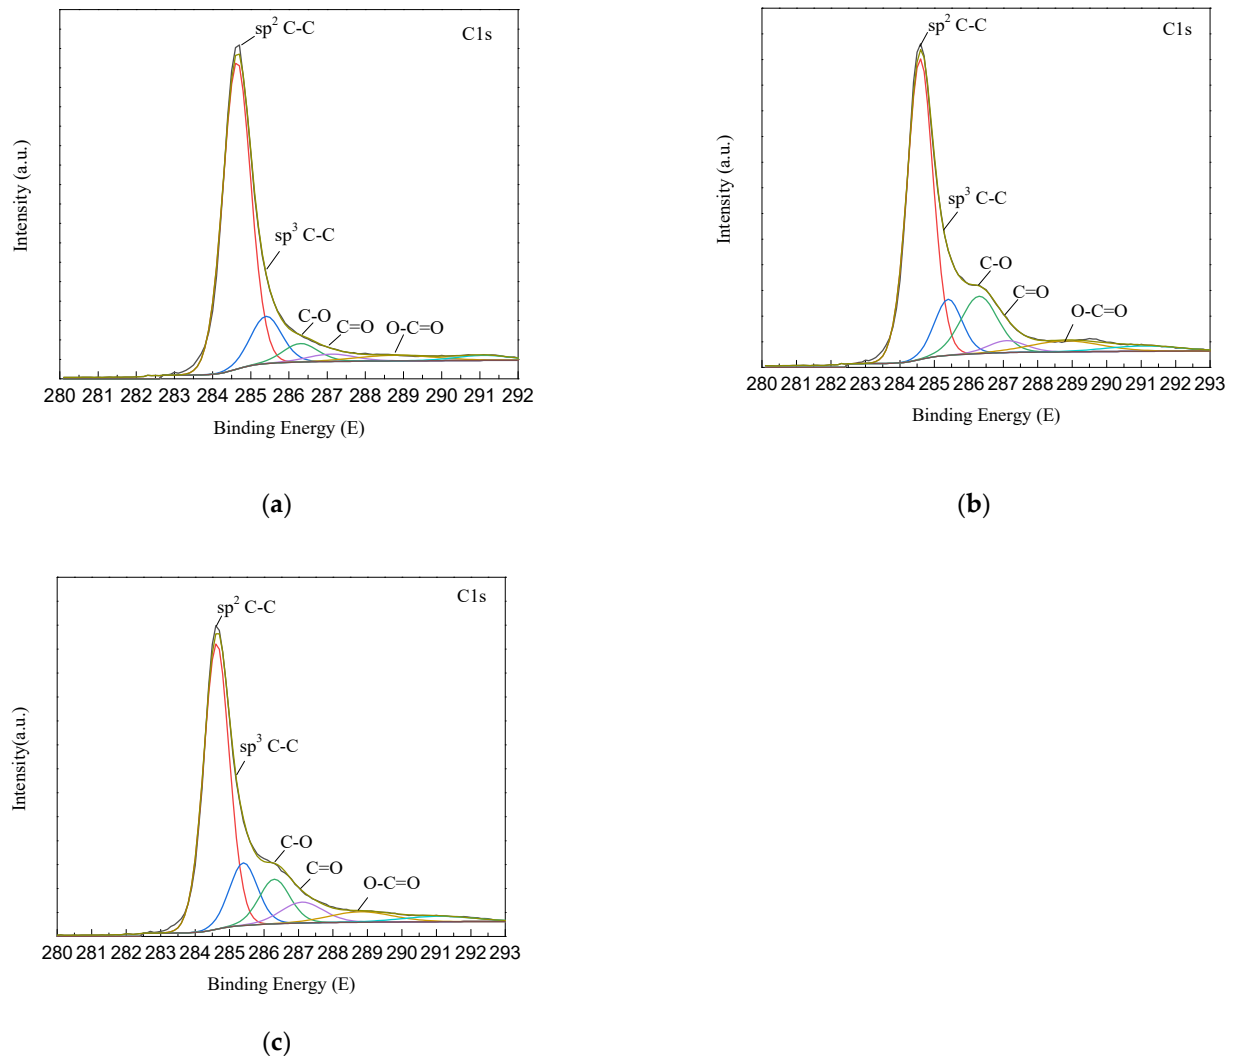 sp² C-C
C1s
sp³ C-C
C-O
C=O
O-C=O
Intensity (a.u.)
280 281 282 283 284 285 286 287 288 289 290 291 292
Binding Energy (E)
(a)
sp² C-C
C1s
sp³ C-C
C-O
C=O
O-C=O
Intensity (a.u.)
280 281 282 283 284 285 286 287 288 289 290 291 292 293
Binding Energy (E)
(b)
sp² C-C
C1s
sp³ C-C
C-O
C=O
O-C=O
Intensity(a.u.)
280 281 282 283 284 285 286 287 288 289 290 291 292 293
Binding Energy (E)
(c)